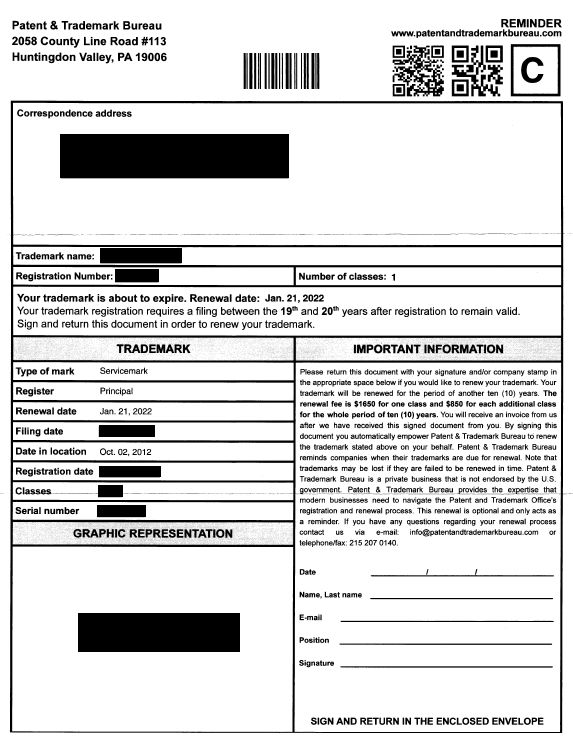 Patent & Trademark Bureau
2058 County Line Road #113
Huntingdon Valley, PA 19006
REMINDER
www.patentandtrademarkbureau.com
C
Correspondence address
Trademark name:
Registration Number:
Number of classes: 1
Your trademark is about to expire. Renewal date: Jan. 21, 2022
Your trademark registration requires a filing between the 19th and 20th years after registration to remain valid.
Sign and return this document in order to renew your trademark.
TRADEMARK
Type of mark Servicemark
Register Principal
Renewal date Jan. 21, 2022
Filing date
Date in location Oct. 02, 2012
Registration date
Classes
Serial number
GRAPHIC REPRESENTATION
IMPORTANT INFORMATION
Please return this document with your signature and/or company stamp in
the appropriate space below if you would like to renew your trademark. Your
trademark will be renewed for the period of another ten (10) years. The
renewal fee is $1650 for one class and $850 for each additional class
for the whole period of ten (10) years. You will receive an invoice from us
after we have received this signed document from you. By signing this
document you automatically empower Patent & Trademark Bureau to renew
the trademark stated above on your behalf. Patent & Trademark Bureau
reminds companies when their trademarks are due for renewal. Note that
trademarks may be lost if they are failed to be renewed in time. Patent &
Trademark Bureau is a private business that is not endorsed by the U.S.
government. Patent & Trademark Bureau provides the expertise that
modern businesses need to navigate the Patent and Trademark Office's
registration and renewal process. This renewal is optional and only acts as
a reminder. If you have any questions regarding your renewal process
contact us via e-mail: info@patentandtrademarkbureau.com or
telephone/fax: 215 207 0140.
Date / /
Name, Last name
E-mail
Position
Signature
SIGN AND RETURN IN THE ENCLOSED ENVELOPE